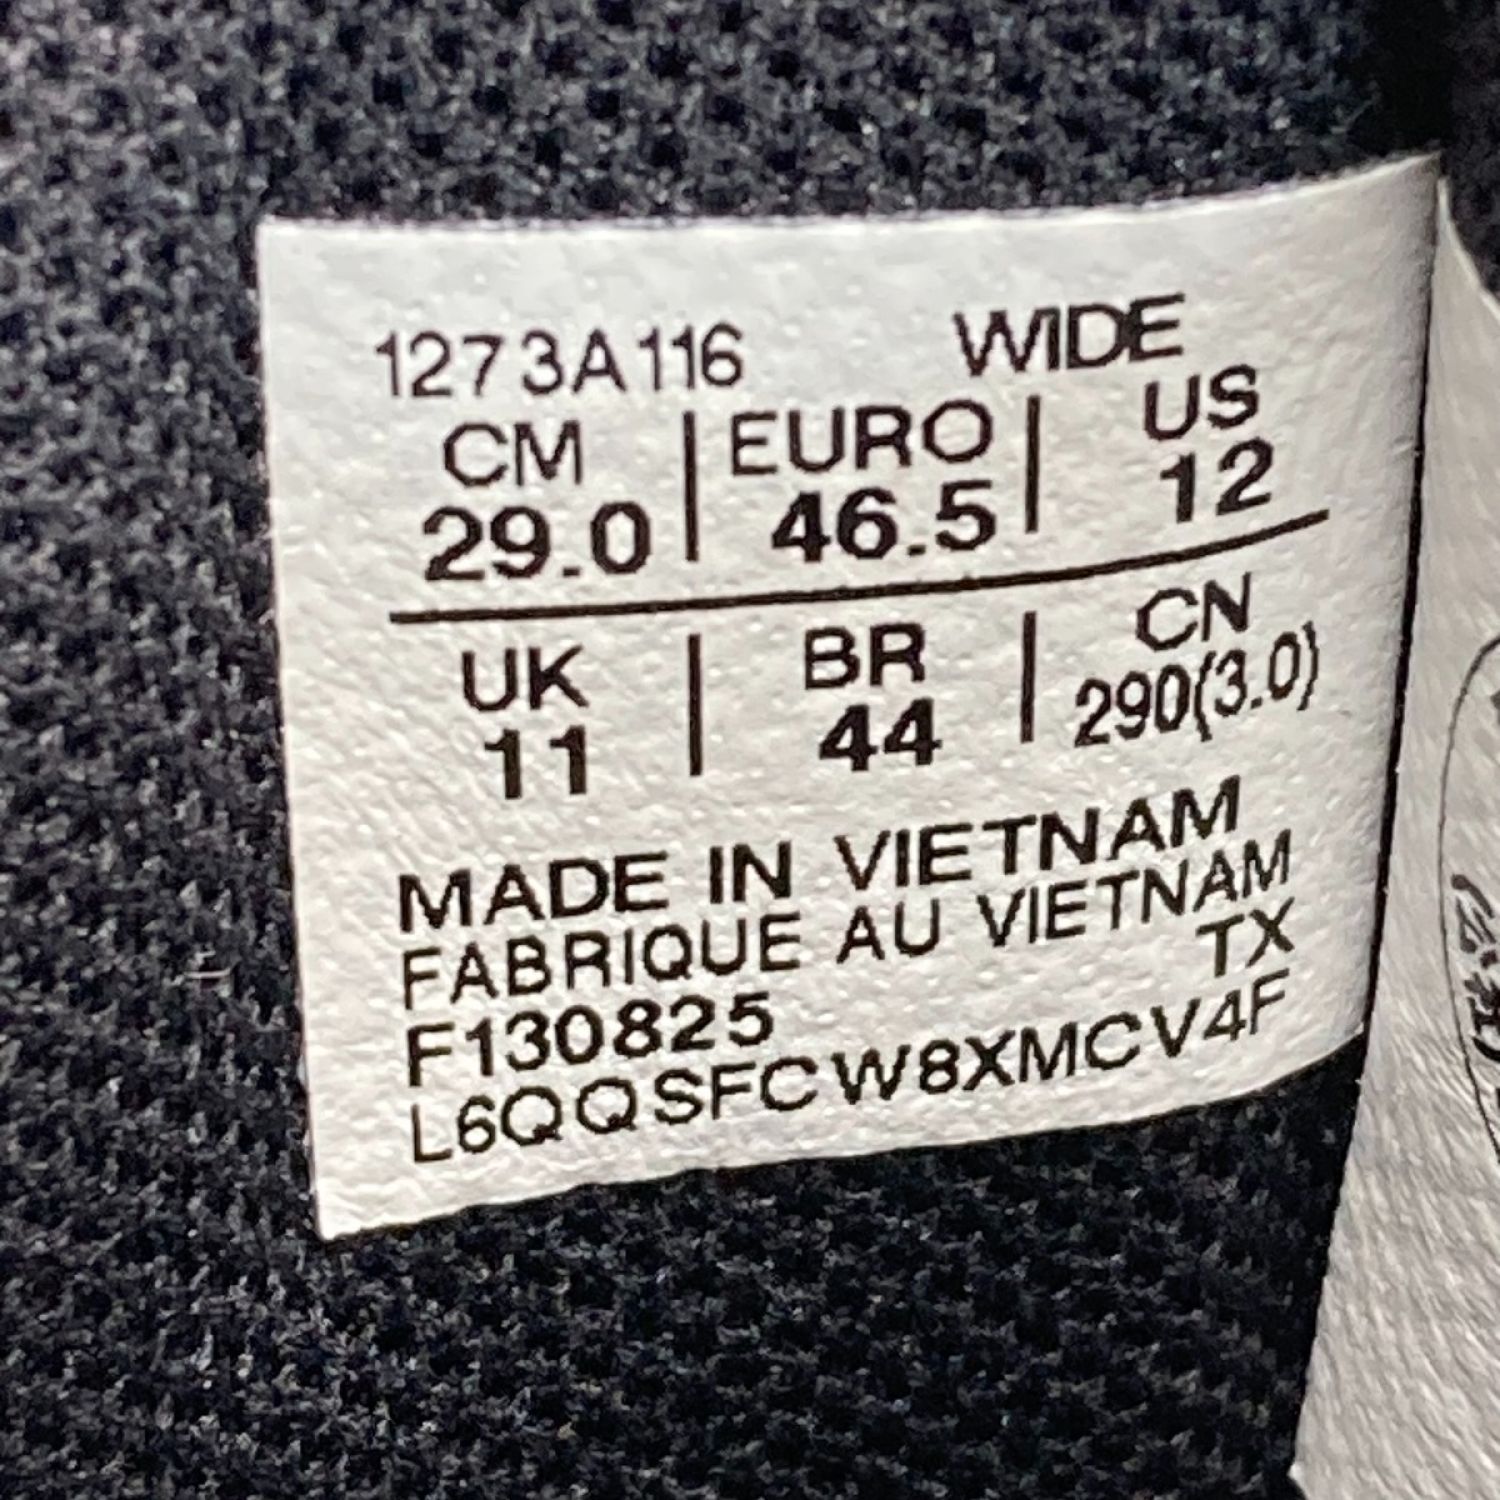 1273A116 WIDE
CM | EURO | US
29.0 | 46.5 | 12
UK | BR | CN
11 | 44 | 290(3.0)
MADE IN VIETNAM
FABRIQUE AU VIETNAM
TX
F130825
L6QQSFCW8XMCV4F